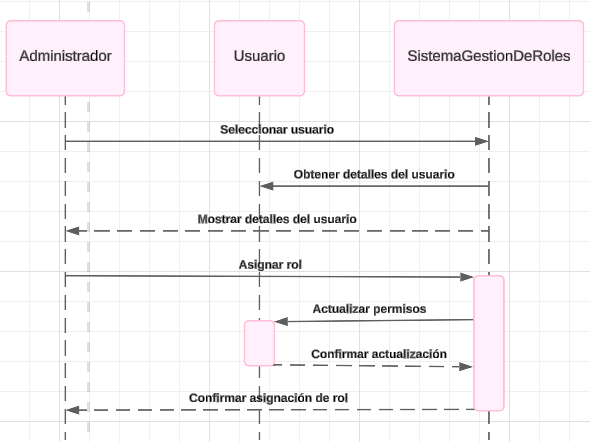 Administrador
Usuario
SistemaGestionDeRoles
Seleccionar usuario
Obtener detalles del usuario
Mostrar detalles del usuario
Asignar rol
Actualizar permisos
Confirmar actualización
Confirmar asignación de rol